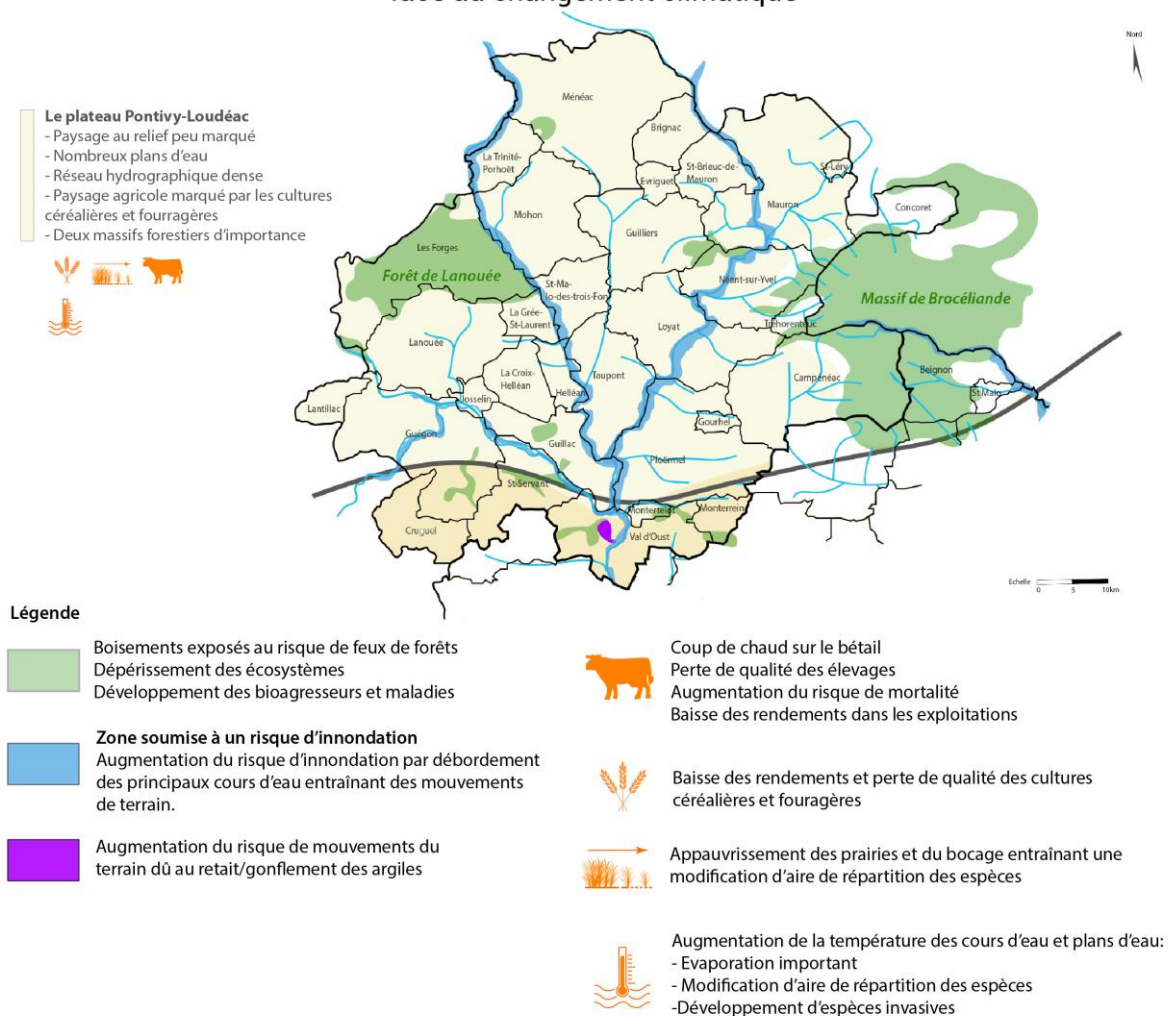 face au changement climatique
Nord
Le plateau Pontivy-Loudéac
- Paysage au relief peu marqué
- Nombreux plans d'eau
- Réseau hydrographique dense
- Paysage agricole marqué par les cultures
céréalières et fourragères
- Deux massifs forestiers d'importance
Ménéac
Brignac
La Trinité-
Porhoët
St-Brieuc-de-
Mauron
St-Léry
Evriguet
Mauron
Concoret
Mohon
Guilliers
Les Forges
Forêt de Lanouée
Néant-sur-Yvel
St-Ma-
lo-des-trois-Fon
Massif de Brocéliande
La Grée-
St-Laurent
Tréhorenteuc
Loyat
Lanouée
La Croix-
Helléan
Taupont
Campénéac
Beignon
Helléan
St Malo
Josselin
Lantillac
Gourhel
Guégon
Guillac
Ploërmel
St-Servant
Montertelot
Monterrein
Cruguel
Val d'Oust
Echelle
0 5 10km
Légende
Boisements exposés au risque de feux de forêts
Dépérissement des écosystèmes
Développement des bioagresseurs et maladies
Zone soumise à un risque d'innondation
Augmentation du risque d'innondation par débordement
des principaux cours d'eau entraînant des mouvements
de terrain.
Augmentation du risque de mouvements du
terrain dû au retait/gonflement des argiles
Coup de chaud sur le bétail
Perte de qualité des élevages
Augmentation du risque de mortalité
Baisse des rendements dans les exploitations
Baisse des rendements et perte de qualité des cultures
céréalières et fouragères
Appauvrissement des prairies et du bocage entraînant une
modification d'aire de répartition des espèces
Augmentation de la température des cours d'eau et plans d'eau:
- Evaporation important
- Modification d'aire de répartition des espèces
-Développement d'espèces invasives